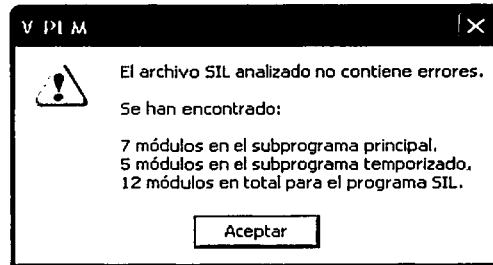 El archivo SIL analizado no contiene errores.
Se han encontrado:
7 módulos en el subprograma principal.
5 módulos en el subprograma temporizado.
12 módulos en total para el programa SIL.
Aceptar